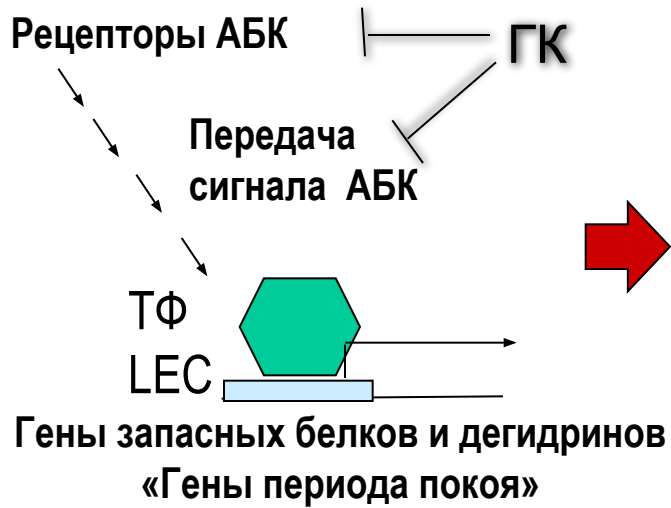 Рецепторы АБК
ГК
Передача
сигнала АБК
ТФ
LEC
Гены запасных белков и дегидринов
«Гены периода покоя»